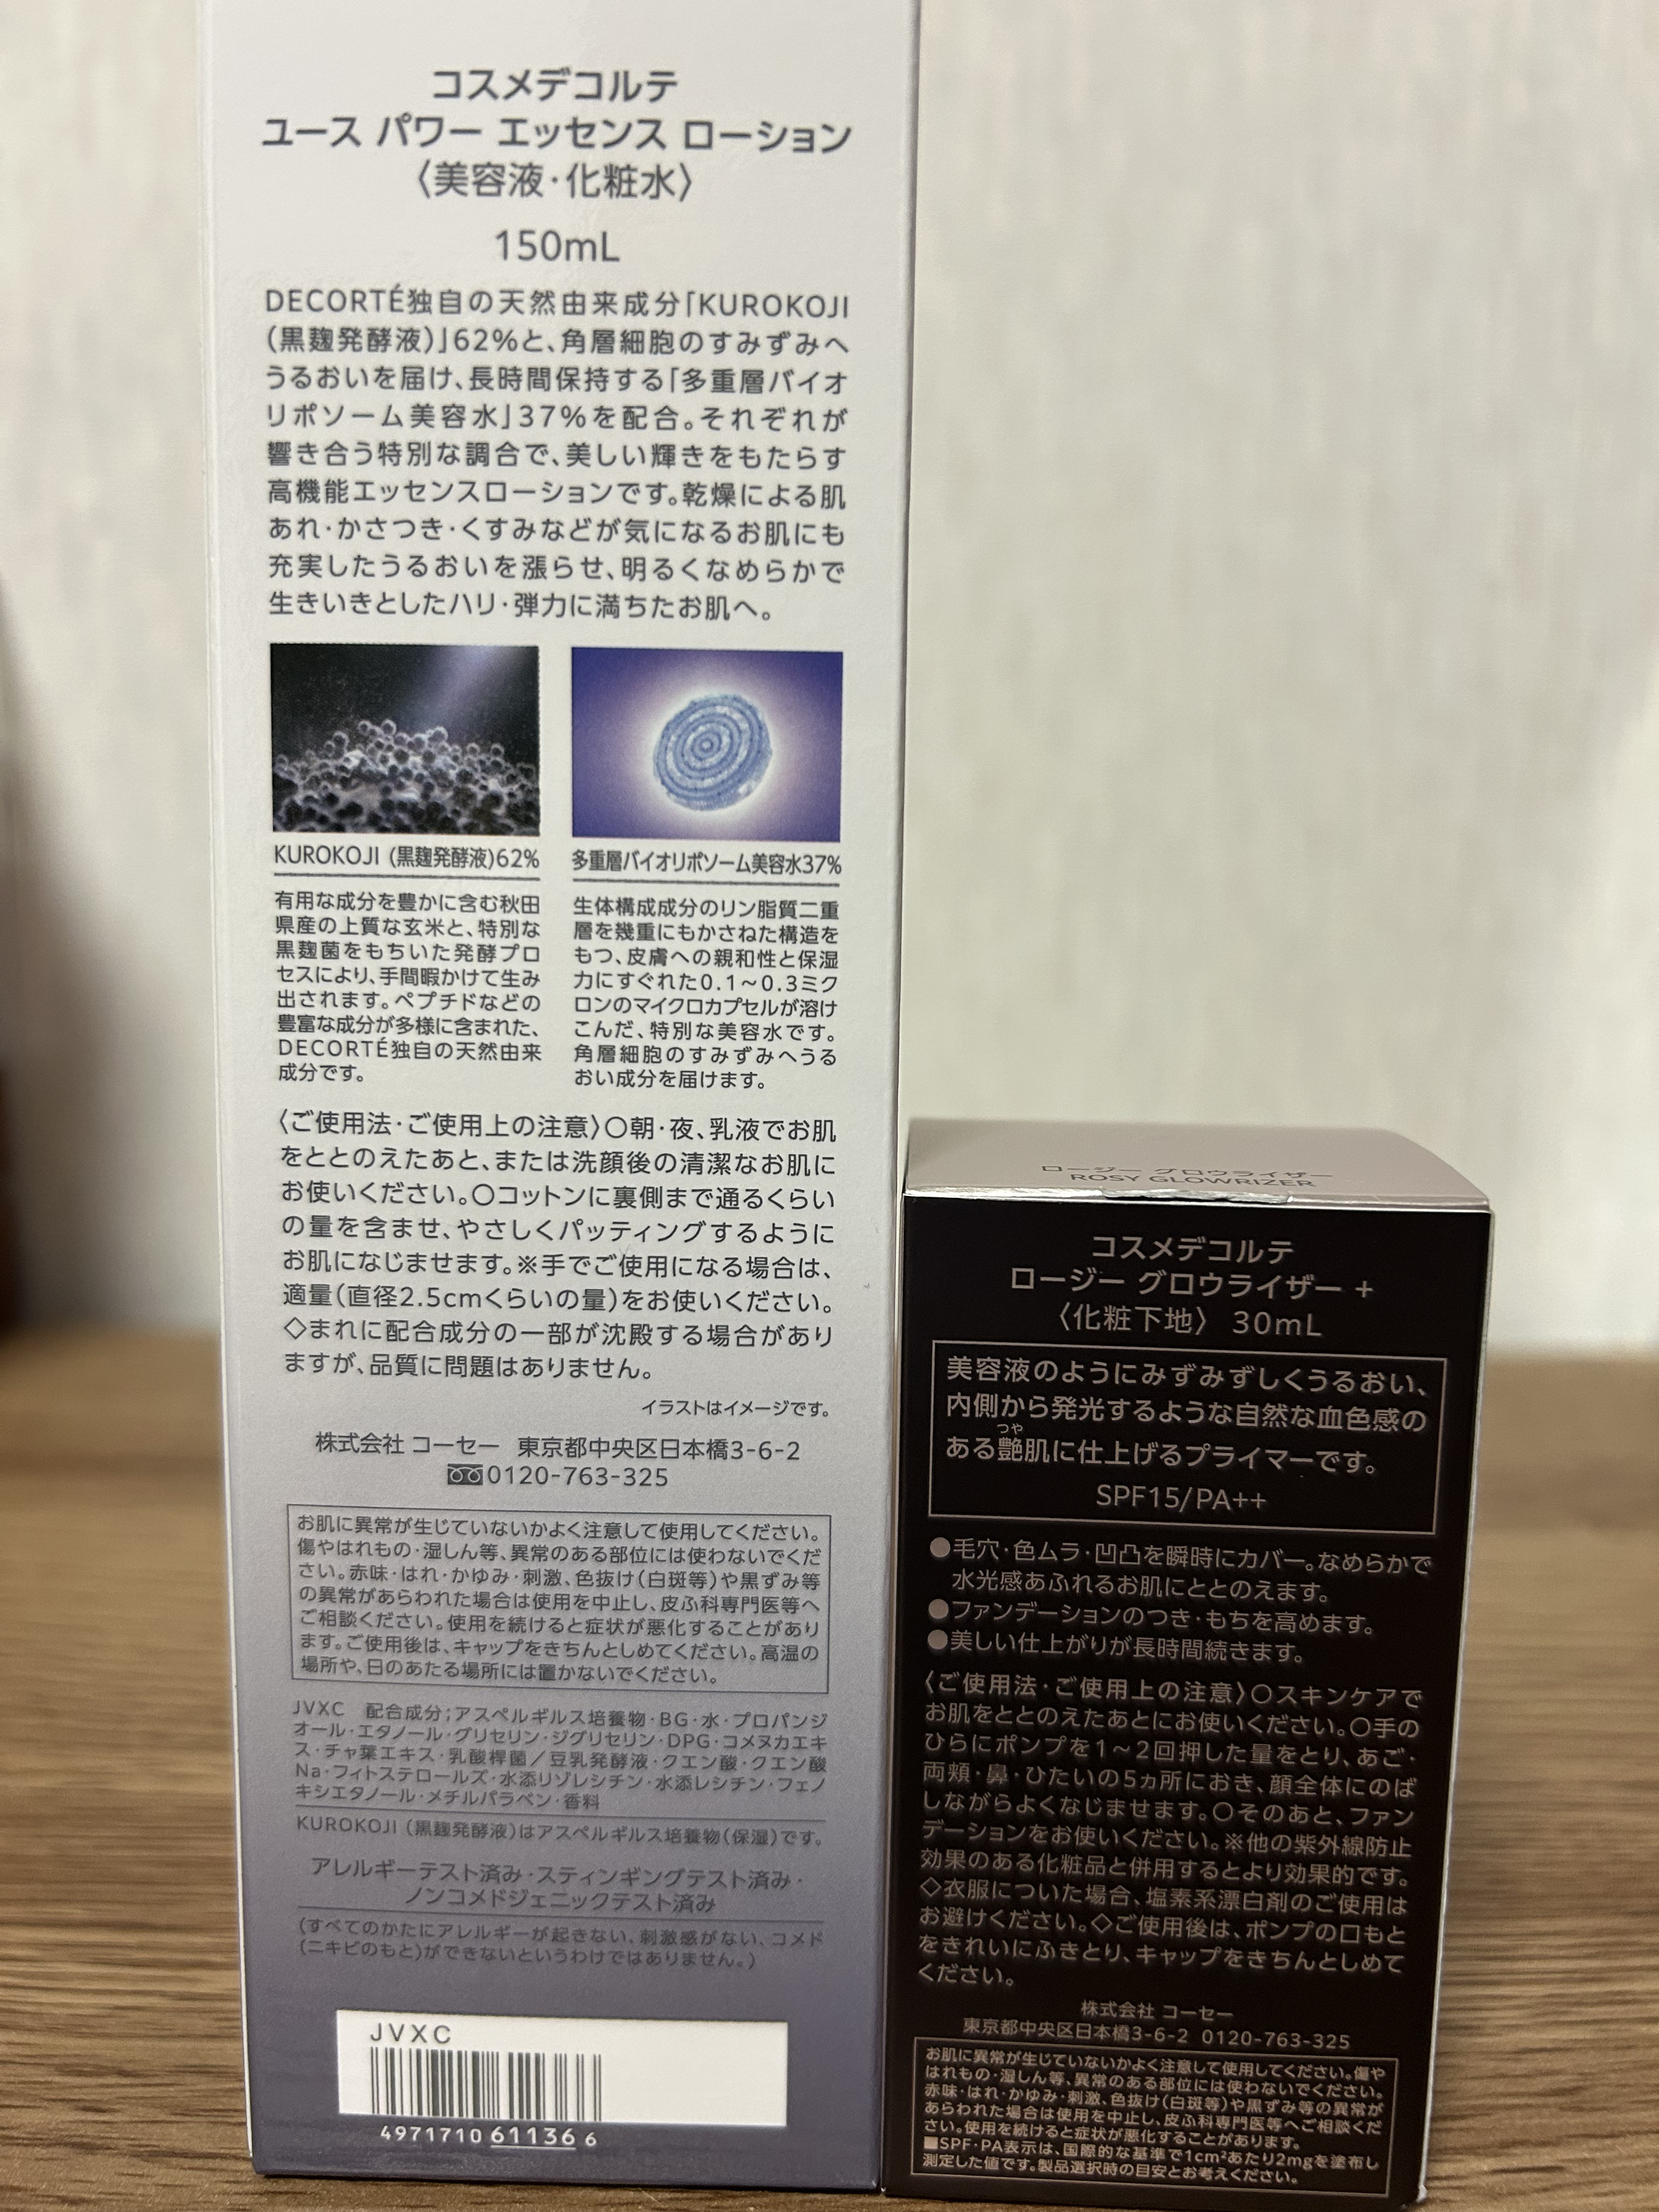 コスメデコルテ
ユース パワー エッセンス ローション
〈美容液・化粧水〉
150mL
DECORTÉ独自の天然由来成分「KUROKOJI
(黒麹発酵液)」62%と、角層細胞のすみずみへ
うるおいを届け、長時間保持する「多重層バイオ
リポソーム美容水」37%を配合。それぞれが
響き合う特別な調合で、美しい輝きをもたらす
高機能エッセンスローションです。乾燥による肌
あれ・かさつき・くすみなどが気になるお肌にも
充実したうるおいを漲らせ、明るくなめらかで
生きいきとしたハリ・弾力に満ちたお肌へ。
KUROKOJI (黒麹発酵液)62%
有用な成分を豊かに含む秋田
県産の上質な玄米と、特別な
黒麹菌をもちいた発酵プロ
セスにより、手間暇かけて生み
出されます。ペプチドなどの
豊富な成分が多様に含まれた、
DECORTÉ独自の天然由来
成分です。
多重層バイオリポソーム美容水37%
生体構成成分のリン脂質二重
層を幾重にもかさねた構造を
もつ、皮膚への親和性と保湿
力にすぐれた0.1〜0.3ミク
ロンのマイクロカプセルが溶け
こんだ、特別な美容水です。
角層細胞のすみずみへうる
おい成分を届けます。
〈ご使用法・ご使用上の注意〉○朝・夜、乳液でお肌
をととのえたあと、または洗顔後の清潔なお肌に
お使いください。○コットンに裏側まで通るくらい
の量を含ませ、やさしくパッティングするように
お肌になじませます。※手でご使用になる場合は、
適量(直径2.5cmくらいの量)をお使いください。
◇まれに配合成分の一部が沈殿する場合があり
ますが、品質に問題はありません。
イラストはイメージです。
株式会社 コーセー 東京都中央区日本橋3-6-2
0120-763-325
お肌に異常が生じていないかよく注意して使用してください。
傷やはれもの・湿しん等、異常のある部位には使わないでくだ
さい。赤味・はれ・かゆみ・刺激、色抜け(白斑等)や黒ずみ等
の異常があらわれた場合は使用を中止し、皮ふ科専門医等へ
ご相談ください。使用を続けると症状が悪化することがあり
ます。ご使用後は、キャップをきちんとしめてください。高温の
場所や、日のあたる場所には置かないでください。
JVXC 配合成分;アスペルギルス培養物・BG・水・プロパンジ
オール・エタノール・グリセリン・ジグリセリン・DPG・コメヌカエキ
ス・チャ葉エキス・乳酸桿菌/豆乳発酵液・クエン酸・クエン酸
Na・フィトステロールズ・水添リゾレシチン・水添レシチン・フェノ
キシエタノール・メチルパラベン・香料
KUROKOJI (黒麹発酵液)はアスペルギルス培養物(保湿)です。
アレルギーテスト済み・スティンギングテスト済み・
ノンコメドジェニックテスト済み
(すべてのかたにアレルギーが起きない、刺激感がない、コメド
(ニキビのもと)ができないというわけではありません。)
JVXC
4971710 61136 6
ロージー グロウライザー
ROSY GLOWRIZER
コスメデコルテ
ロージー グロウライザー +
〈化粧下地〉 30mL
美容液のようにみずみずしくうるおい、
内側から発光するような自然な血色感の
つや
ある艶肌に仕上げるプライマーです。
SPF15/PA++
●毛穴・色ムラ・凹凸を瞬時にカバー。なめらかで
水光感あふれるお肌にととのえます。
●ファンデーションのつき・もちを高めます。
●美しい仕上がりが長時間続きます。
〈ご使用法・ご使用上の注意〉○スキンケアで
お肌をととのえたあとにお使いください。○手の
ひらにポンプを1〜2回押した量をとり、あご・
両頬・鼻・ひたいの5ヵ所におき、顔全体にのば
しながらよくなじませます。○そのあと、ファン
デーションをお使いください。※他の紫外線防止
効果のある化粧品と併用するとより効果的です。
◇衣服についた場合、塩素系漂白剤のご使用は
お避けください。◇ご使用後は、ポンプの口もと
をきれいにふきとり、キャップをきちんとしめて
ください。
株式会社 コーセー
東京都中央区日本橋3-6-2 0120-763-325
お肌に異常が生じていないかよく注意して使用してください。傷や
はれもの・湿しん等、異常のある部位には使わないでください。
赤味・はれ・かゆみ・刺激、色抜け(白斑等)や黒ずみ等の異常が
あらわれた場合は使用を中止し、皮ふ科専門医等へご相談くだ
さい。使用を続けると症状が悪化することがあります。
■SPF・PA表示は、国際的な基準で1cm²あたり2mgを塗布し
測定した値です。製品選択時の目安とお考えください。